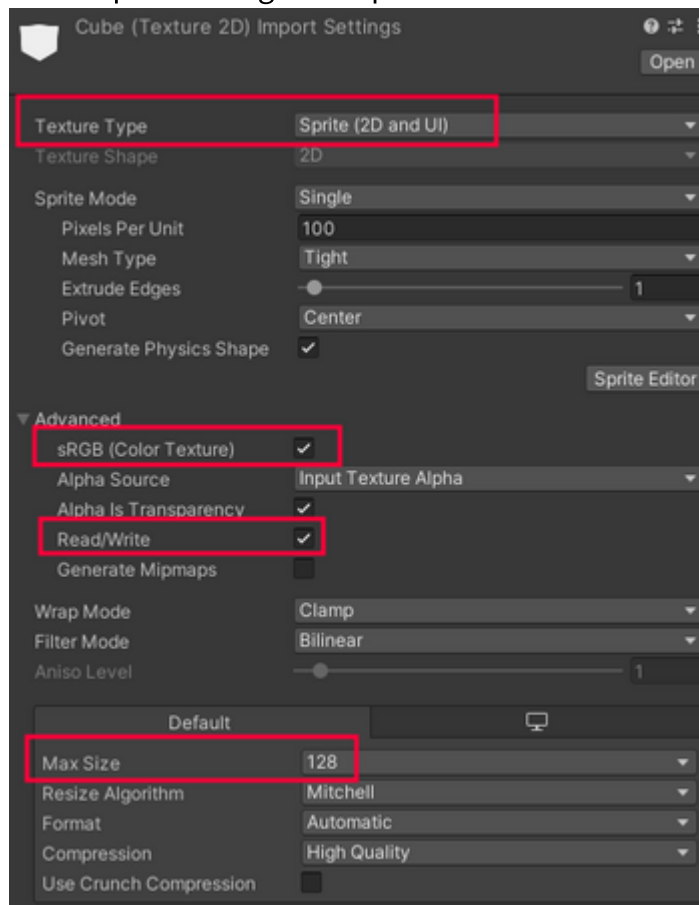 Cube (Texture 2D) Import Settings
Open
Texture Type Sprite (2D and UI)
Texture Shape 2D
Sprite Mode Single
Pixels Per Unit 100
Mesh Type Tight
Extrude Edges 1
Pivot Center
Generate Physics Shape
Sprite Editor
Advanced
sRGB (Color Texture)
Alpha Source Input Texture Alpha
Alpha Is Transparency
Read/Write
Generate Mipmaps
Wrap Mode Clamp
Filter Mode Bilinear
Aniso Level 1
Default
Max Size 128
Resize Algorithm Mitchell
Format Automatic
Compression High Quality
Use Crunch Compression